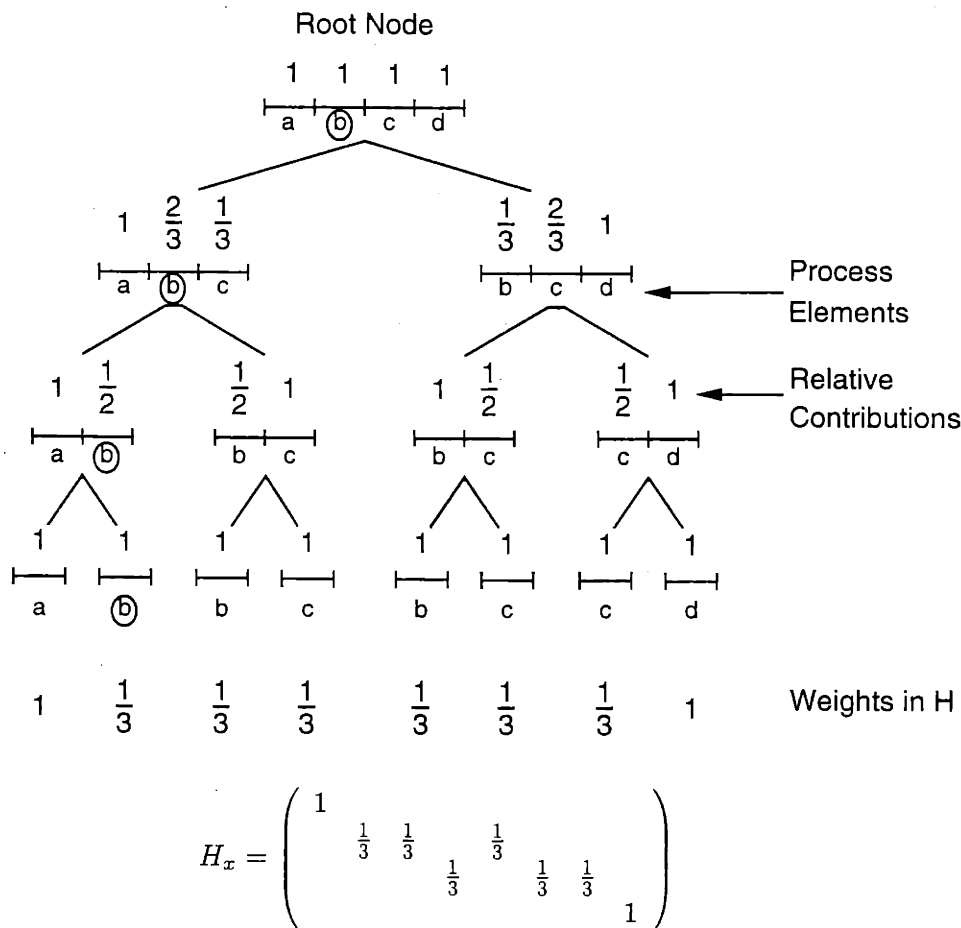 Root Node
1 1 1 1
a b c d
1 2/3 1/3 1/3 2/3 1
a b c b c d
Process
Elements
1 1/2 1/2 1 1 1/2 1/2 1
Relative
Contributions
a b b c b c c d
1 1 1 1 1 1 1 1
a b b c b c c d
1 1/3 1/3 1/3 1/3 1/3 1/3 1 Weights in H
1
1/3 1/3 1/3
H_x =
1/3 1/3 1/3
1